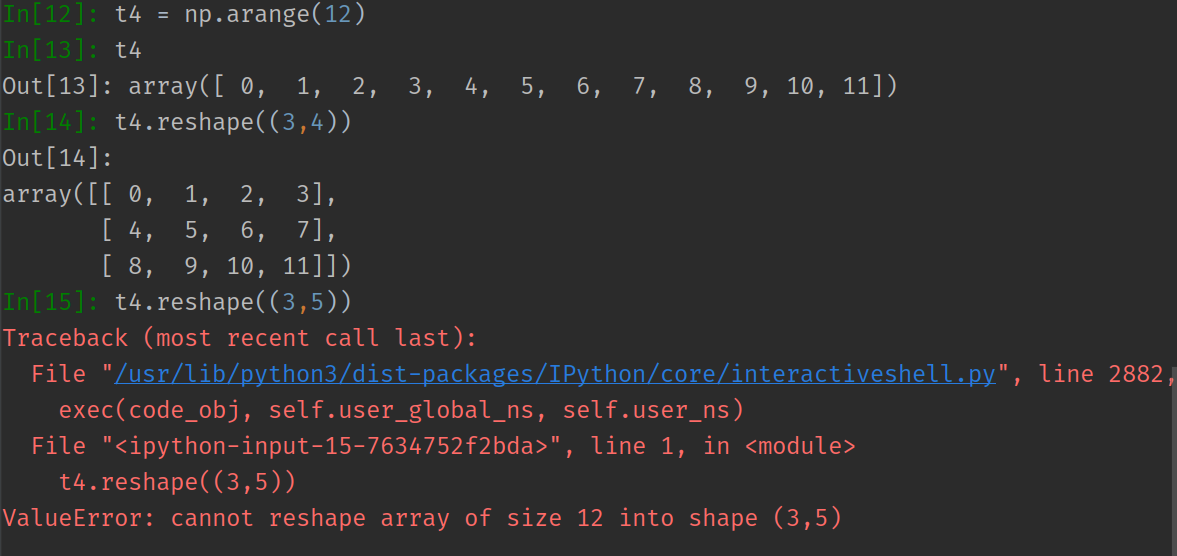 In[12]: t4 = np.arange(12)
In[13]: t4
Out[13]: array([ 0,  1,  2,  3,  4,  5,  6,  7,  8,  9, 10, 11])
In[14]: t4.reshape((3,4))
Out[14]:
array([[ 0,  1,  2,  3],
       [ 4,  5,  6,  7],
       [ 8,  9, 10, 11]])
In[15]: t4.reshape((3,5))
Traceback (most recent call last):
  File "/usr/lib/python3/dist-packages/IPython/core/interactiveshell.py", line 2882,
    exec(code_obj, self.user_global_ns, self.user_ns)
  File "<ipython-input-15-7634752f2bda>", line 1, in <module>
    t4.reshape((3,5))
ValueError: cannot reshape array of size 12 into shape (3,5)